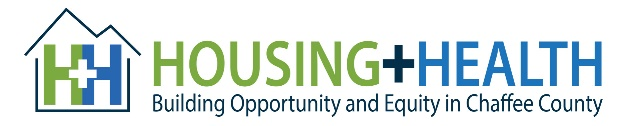 H+H HOUSING+HEALTH
Building Opportunity and Equity in Chaffee County